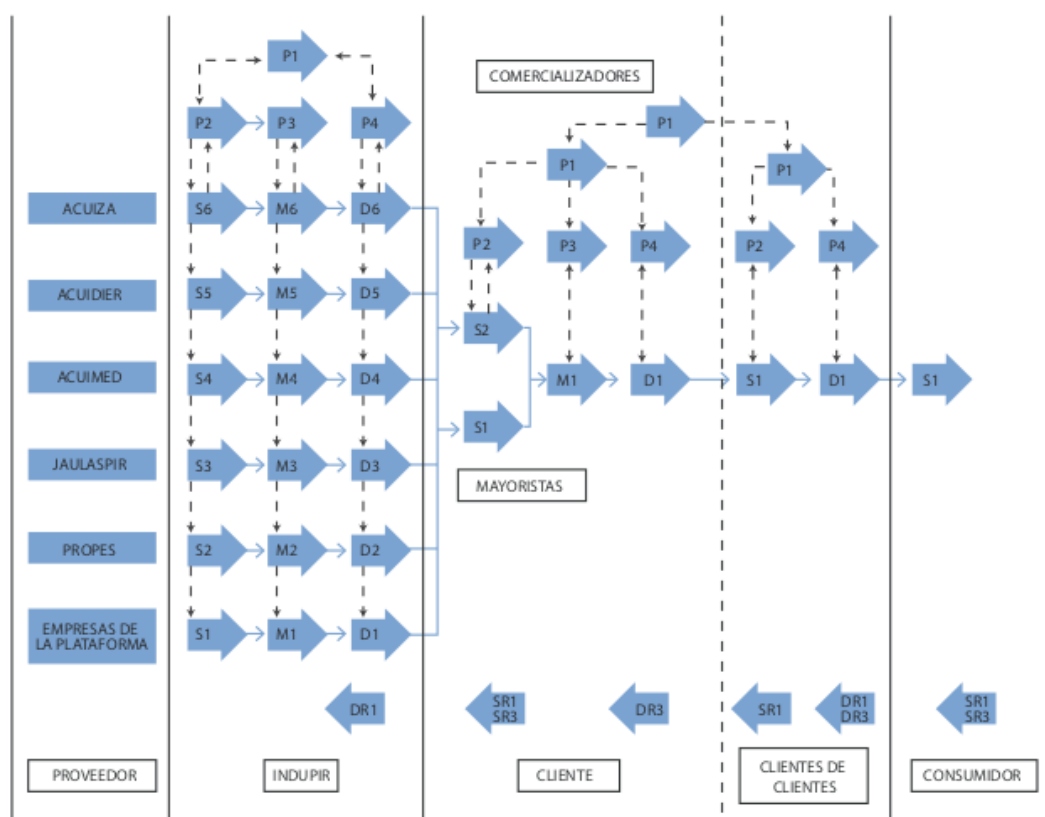 P1
COMERCIALIZADORES
P1
P2
P3
P4
P1
P1
ACUIZA
S6
M6
D6
P2
P3
P4
P2
P4
ACUIDIER
S5
M5
D5
S2
ACUIMED
S4
M4
D4
M1
D1
S1
D1
S1
S1
JAULASPIR
S3
M3
D3
MAYORISTAS
PROPES
S2
M2
D2
EMPRESAS DE
LA PLATAFORMA
S1
M1
D1
DR1
SR1
SR3
DR3
SR1
DR1
DR3
SR1
SR3
PROVEEDOR
INDUPIR
CLIENTE
CLIENTES DE
CLIENTES
CONSUMIDOR